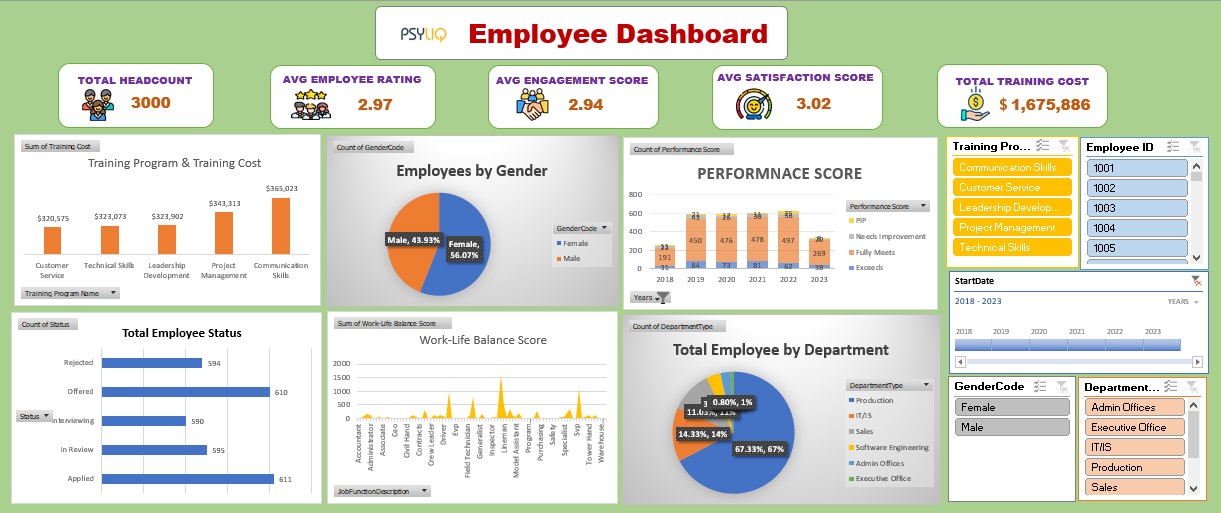 PSYLIQ Employee Dashboard
TOTAL HEADCOUNT
3000
AVG EMPLOYEE RATING
2.97
AVG ENGAGEMENT SCORE
2.94
AVG SATISFACTION SCORE
3.02
TOTAL TRAINING COST
$ 1,675,886
Sum of Training Cost
Training Program & Training Cost
$320,575
$323,073
$323,902
$343,313
$365,023
Customer Service
Technical Skills
Leadership Development
Project Management
Communication Skills
Training Program Name
Count of GenderCode
Employees by Gender
Male, 43.93%
Female, 56.07%
GenderCode
Female
Male
Count of Performance Score
PERFORMNACE SCORE
800
600
400
200
0
191
31
43
450
84
26
476
73
478
81
497
62
269
38
2018 2019 2020 2021 2022 2023
Performance Score
PIP
Needs Improvement
Fully Meets
Exceeds
Years
Training Pro...
Communication Skills
Customer Service
Leadership Develop...
Project Management
Technical Skills
Employee ID
1001
1002
1003
1004
1005
StartDate
2018 - 2023
YEARS
2018 2019 2020 2021 2022 2023
Count of Status
Total Employee Status
Rejected
594
Offered
610
Status
nterviewing
590
In Review
595
Applied
611
Sum of Work-Life Balance Score
Work-Life Balance Score
2000
1500
1000
500
0
Accountant
Administrator
Associate
Ceo
Civil Hand
Contracts
Crew Leader
Driver
Evp
Field Technician
Generalist
Inspector
Lineman
Model Assistant
Program..
Purchasing
Safety
Specialist
Svp
Tower Hand
Warehouse..
JobFunctionDescription
Count of DepartmentType
Total Employee by Department
0.80%, 1%
11.03%, 11%
14.33%, 14%
67.33%, 67%
DepartmentType
Production
IT/IS
Sales
Software Engineering
Admin Offices
Executive Office
GenderCode
Female
Male
Department...
Admin Offices
Executive Office
IT/IS
Production
Sales